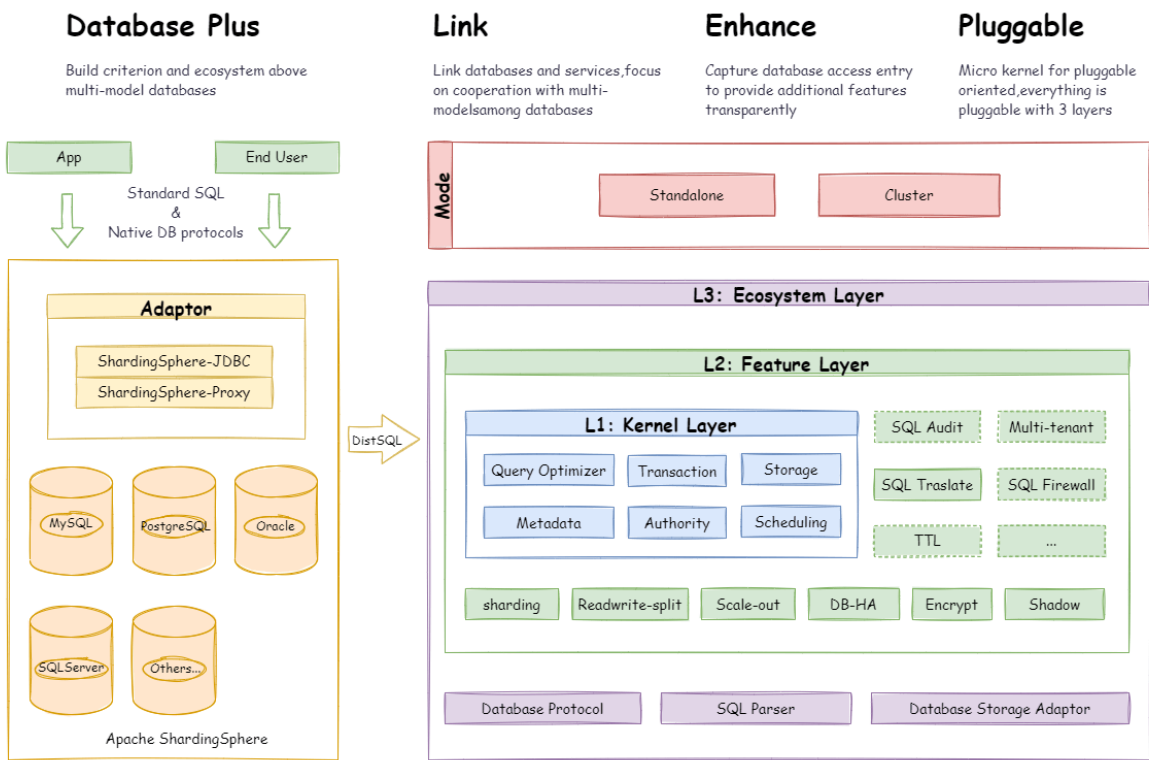 Database Plus
Build criterion and ecosystem above
multi-model databases
Link
Link databases and services,focus
on cooperation with multi-
modelsamong databases
Enhance
Capture database access entry
to provide additional features
transparently
Pluggable
Micro kernel for pluggable
oriented,everything is
pluggable with 3 layers
App
End User
Standard SQL
&
Native DB protocols
Adaptor
ShardingSphere-JDBC
ShardingSphere-Proxy
MySQL
PostgreSQL
Oracle
SQLServer
Others...
Apache ShardingSphere
DistSQL
Mode
Standalone
Cluster
L3: Ecosystem Layer
L2: Feature Layer
L1: Kernel Layer
Query Optimizer
Transaction
Storage
Metadata
Authority
Scheduling
SQL Audit
Multi-tenant
SQL Traslate
SQL Firewall
TTL
...
sharding
Readwrite-split
Scale-out
DB-HA
Encrypt
Shadow
Database Protocol
SQL Parser
Database Storage Adaptor